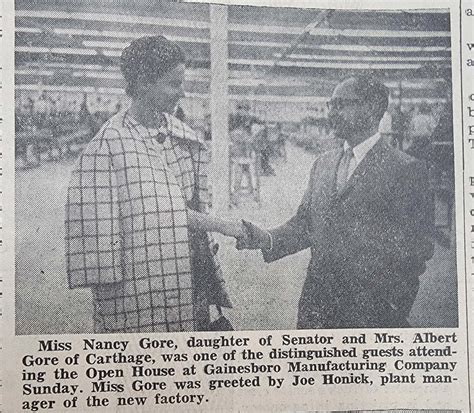 Miss Nancy Gore, daughter of Senator and Mrs. Albert
Gore of Carthage, was one of the distinguished guests attend-
ing the Open House at Gainesboro Manufacturing Company
Sunday. Miss Gore was greeted by Joe Honick, plant man-
ager of the new factory.